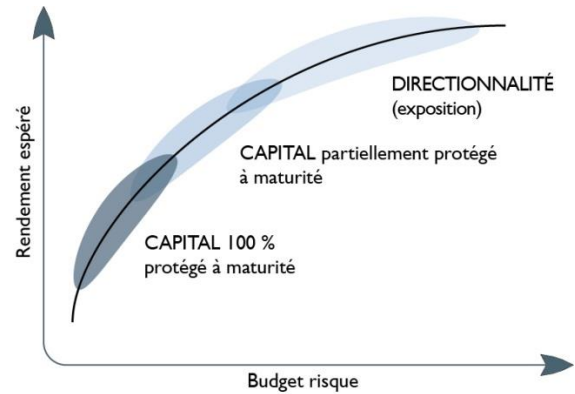 Rendement espéré
DIRECTIONNALITÉ
(exposition)
CAPITAL partiellement protégé
à maturité
CAPITAL 100 %
protégé à maturité
Budget risque